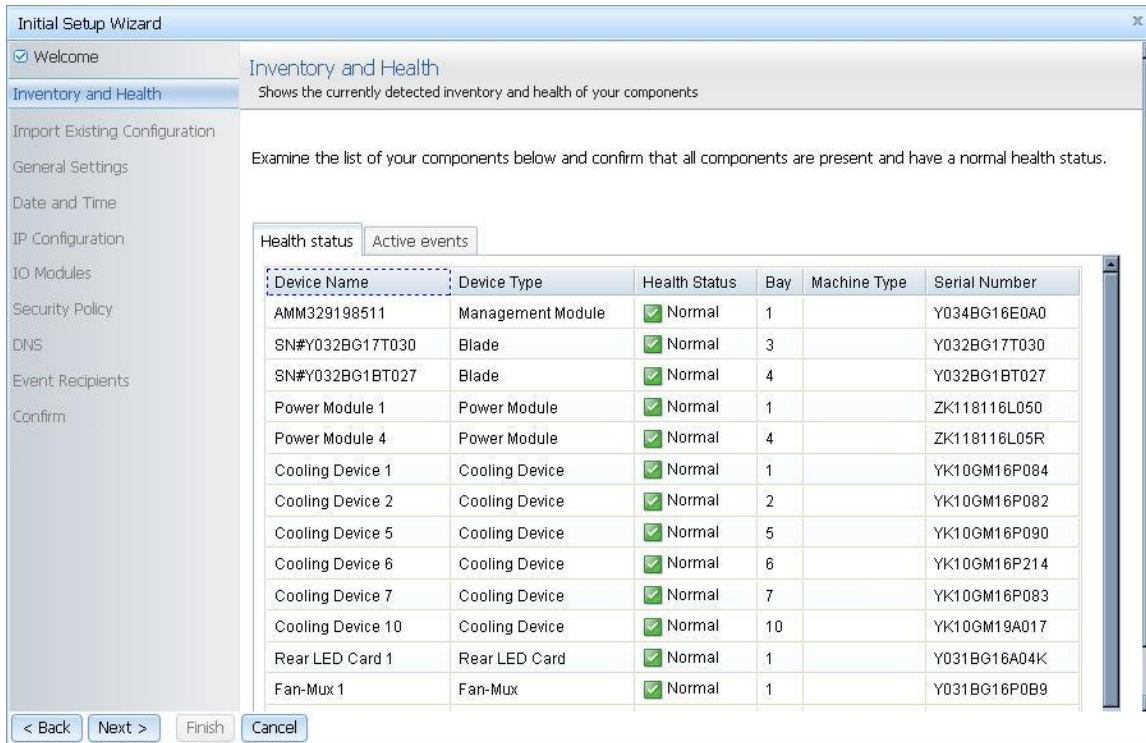 Initial Setup Wizard x
Welcome
Inventory and Health
Import Existing Configuration
General Settings
Date and Time
IP Configuration
IO Modules
Security Policy
DNS
Event Recipients
Confirm
Inventory and Health
Shows the currently detected inventory and health of your components
Examine the list of your components below and confirm that all components are present and have a normal health status.
Health status Active events
Device Name Device Type Health Status Bay Machine Type Serial Number
AMM329198511 Management Module Normal 1 Y034BG16E0A0
SN#Y032BG17T030 Blade Normal 3 Y032BG17T030
SN#Y032BG1BT027 Blade Normal 4 Y032BG1BT027
Power Module 1 Power Module Normal 1 ZK118116L050
Power Module 4 Power Module Normal 4 ZK118116L05R
Cooling Device 1 Cooling Device Normal 1 YK10GM16P084
Cooling Device 2 Cooling Device Normal 2 YK10GM16P082
Cooling Device 5 Cooling Device Normal 5 YK10GM16P090
Cooling Device 6 Cooling Device Normal 6 YK10GM16P214
Cooling Device 7 Cooling Device Normal 7 YK10GM16P083
Cooling Device 10 Cooling Device Normal 10 YK10GM19A017
Rear LED Card 1 Rear LED Card Normal 1 Y031BG16A04K
Fan-Mux 1 Fan-Mux Normal 1 Y031BG16P0B9
< Back Next > Finish Cancel